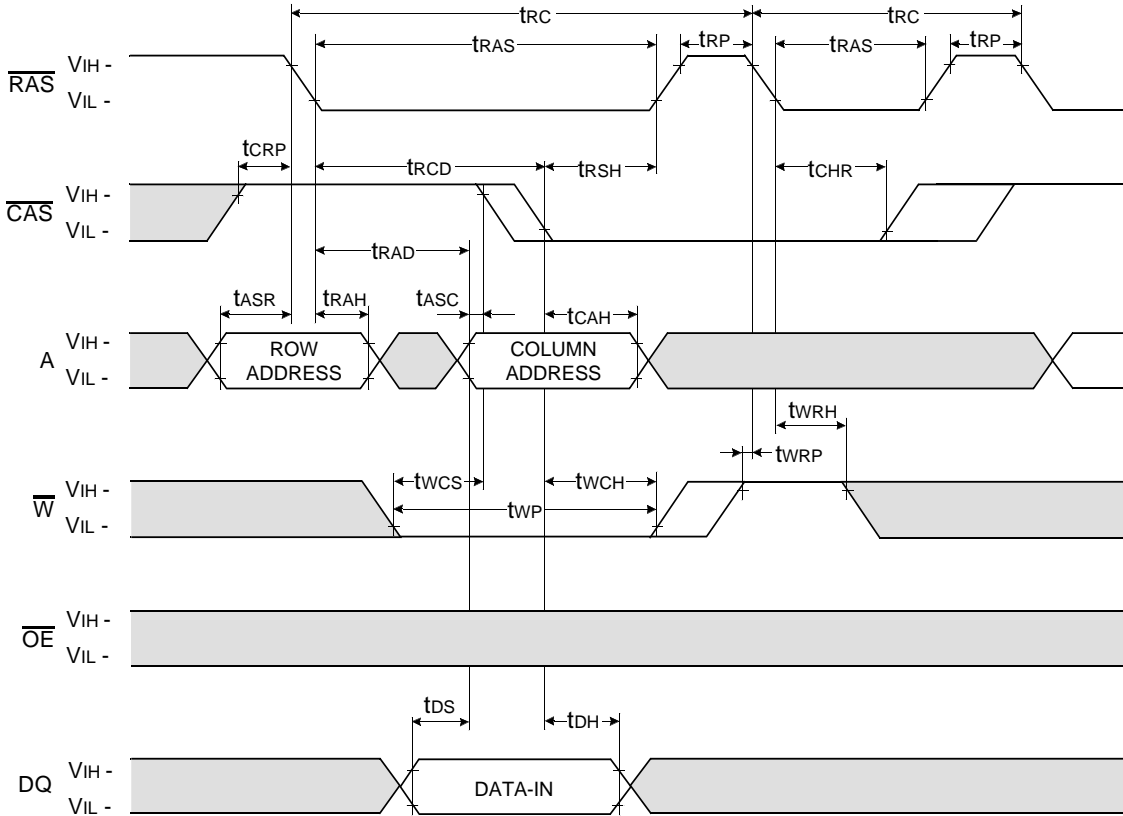 tRC tRC
tRAS tRP tRAS tRP
RAS VIH -
VIL -
tCRP tRCD tRSH tCHR
CAS VIH -
VIL -
tRAD
tASR tRAH tASC tCAH
A VIH -
VIL -
ROW
ADDRESS
COLUMN
ADDRESS
tWRH
tWRP
tWCS tWCH
tWP
W VIH -
VIL -
OE VIH -
VIL -
tDS tDH
DQ VIH -
VIL -
DATA-IN